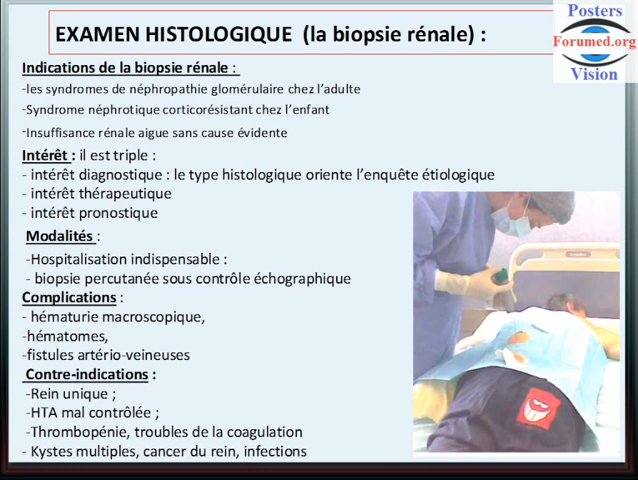 EXAMEN HISTOLOGIQUE (la biopsie rénale) :
Posters
Forumed.org
Vision
Indications de la biopsie rénale :
-les syndromes de néphropathie glomérulaire chez l’adulte
-Syndrome néphrotique corticorésistant chez l’enfant
-Insuffisance rénale aigue sans cause évidente
Intérêt : il est triple :
- intérêt diagnostique : le type histologique oriente l’enquête étiologique
- intérêt thérapeutique
- intérêt pronostique
Modalités :
-Hospitalisation indispensable :
- biopsie percutanée sous contrôle échographique
Complications :
- hématurie macroscopique,
-hématomes,
-fistules artério-veineuses
Contre-indications :
-Rein unique ;
-HTA mal contrôlée ;
-Thrombopénie, troubles de la coagulation
- Kystes multiples, cancer du rein, infections